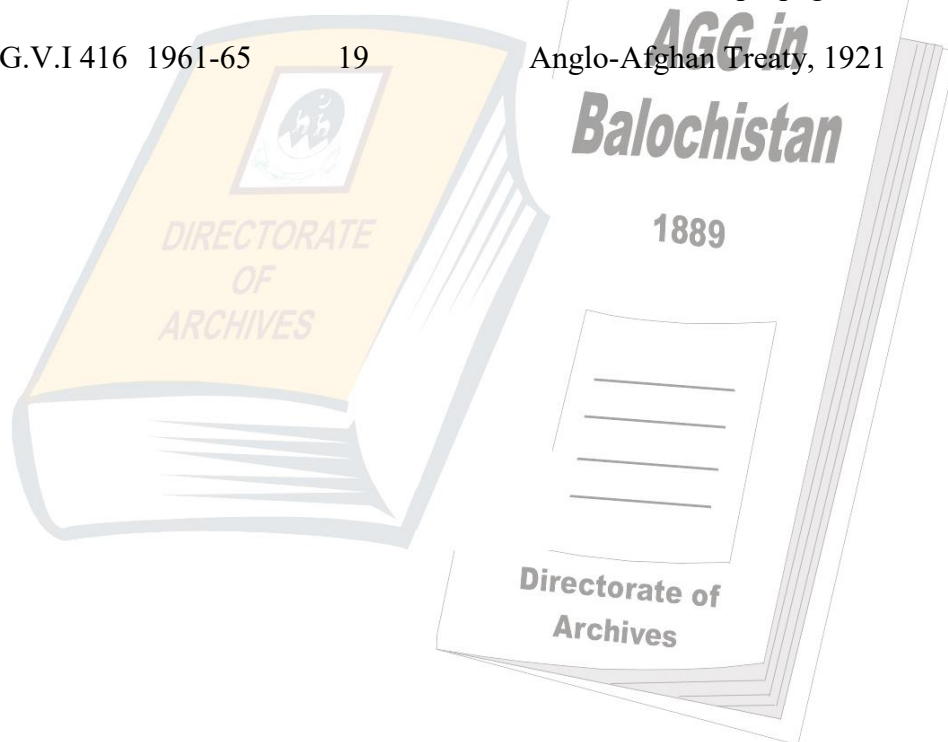 G.V.I 416 1961-65 19 Anglo-Afghan Treaty, 1921
AGG in
Balochistan
1889
DIRECTORATE
OF
ARCHIVES
Directorate of
Archives